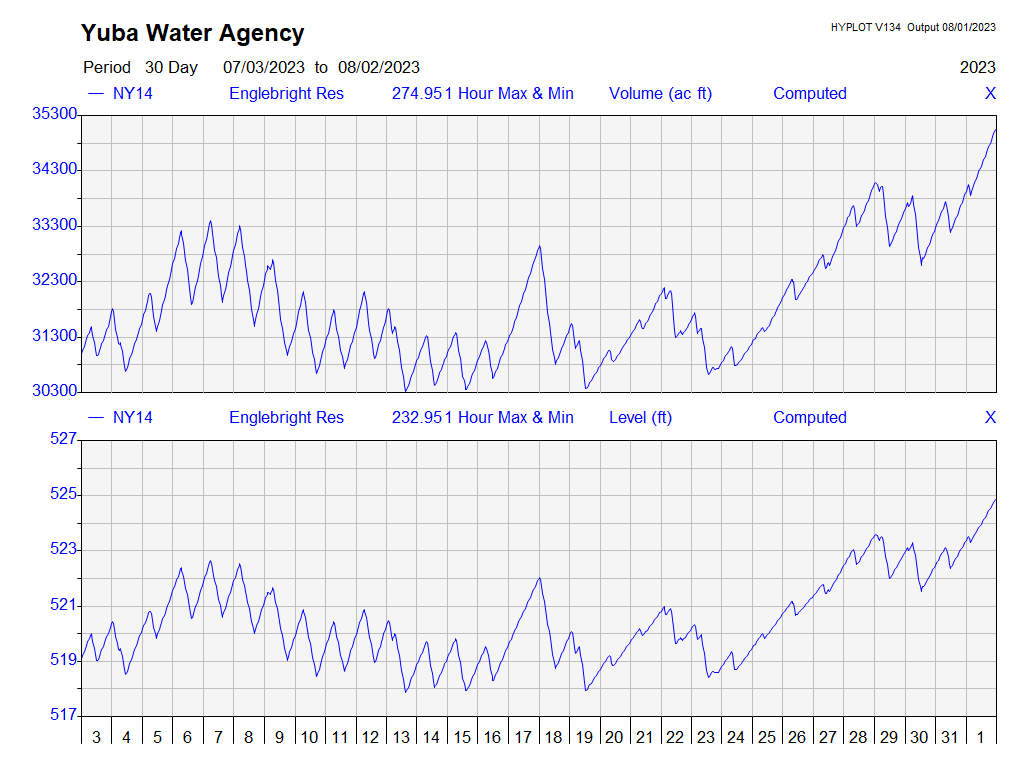 Yuba Water Agency
HYPLOT V134 Output 08/01/2023
Period 30 Day 07/03/2023 to 08/02/2023 2023
NY14 Englebright Res 274.951 Hour Max & Min Volume (ac ft) Computed X
35300
34300
33300
32300
31300
30300
NY14 Englebright Res 232.951 Hour Max & Min Level (ft) Computed X
527
525
523
521
519
517
3 4 5 6 7 8 9 10 11 12 13 14 15 16 17 18 19 20 21 22 23 24 25 26 27 28 29 30 31 1